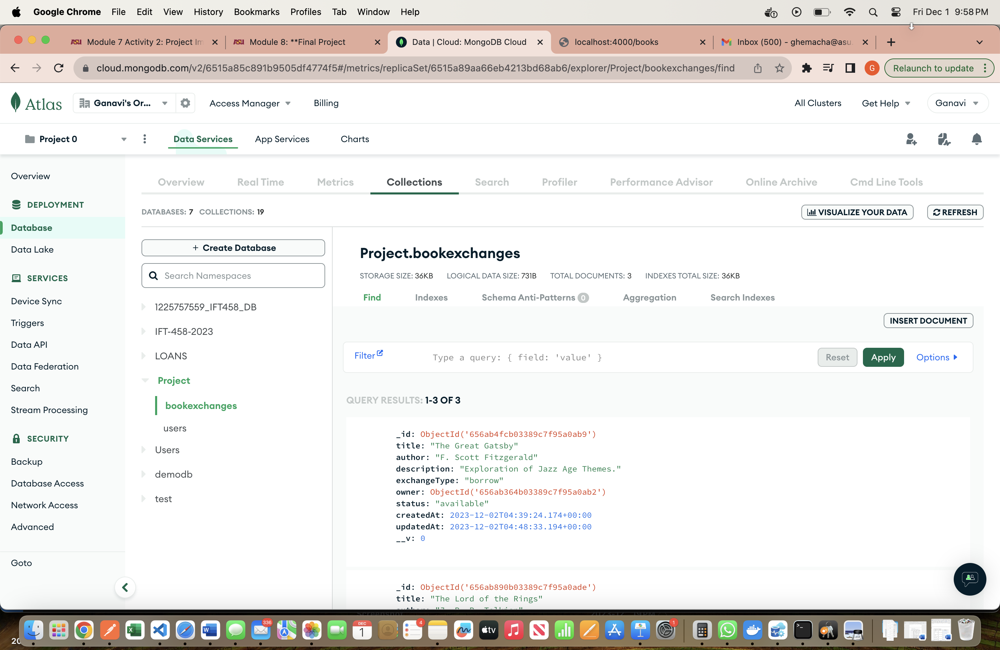 Google Chrome File Edit View History Bookmarks Profiles Tab Window Help Fri Dec 1 9:58 PM
ASU Module 7 Activity 2: Project Im ASU Module 8: **Final Project Data | Cloud: MongoDB Cloud localhost:4000/books Inbox (500) - ghemacha@asu.
cloud.mongodb.com/v2/6515a85c891b9505df4774f5#/metrics/replicaSet/6515a89aa66eb4213bd68ab6/explorer/Project/bookexchanges/find G Relaunch to update
Atlas Ganavi's Or... Access Manager Billing All Clusters Get Help Ganavi
Project 0 Data Services App Services Charts
Overview
DEPLOYMENT
Database
Data Lake
SERVICES
Device Sync
Triggers
Data API
Data Federation
Search
Stream Processing
SECURITY
Backup
Database Access
Network Access
Advanced
Goto
Overview Real Time Metrics Collections Search Profiler Performance Advisor Online Archive Cmd Line Tools
DATABASES: 7 COLLECTIONS: 19 VISUALIZE YOUR DATA REFRESH
+ Create Database
Search Namespaces
1225757559_IFT458_DB
IFT-458-2023
LOANS
Project
bookexchanges
users
Users
demodb
test
Project.bookexchanges
STORAGE SIZE: 36KB LOGICAL DATA SIZE: 731B TOTAL DOCUMENTS: 3 INDEXES TOTAL SIZE: 36KB
Find Indexes Schema Anti-Patterns 0 Aggregation Search Indexes
INSERT DOCUMENT
Filter Type a query: { field: 'value' } Reset Apply Options
QUERY RESULTS: 1-3 OF 3
_id: ObjectId('656ab4fcb03389c7f95a0ab9')
title: "The Great Gatsby"
author: "F. Scott Fitzgerald"
description: "Exploration of Jazz Age Themes."
exchangeType: "borrow"
owner: ObjectId('656ab364b03389c7f95a0ab2')
status: "available"
createdAt: 2023-12-02T04:39:24.174+00:00
updatedAt: 2023-12-02T04:48:33.194+00:00
__v: 0
_id: ObjectId('656ab890b03389c7f95a0ade')
title: "The Lord of the Rings"
336 DEC 1 4 tv 1
20